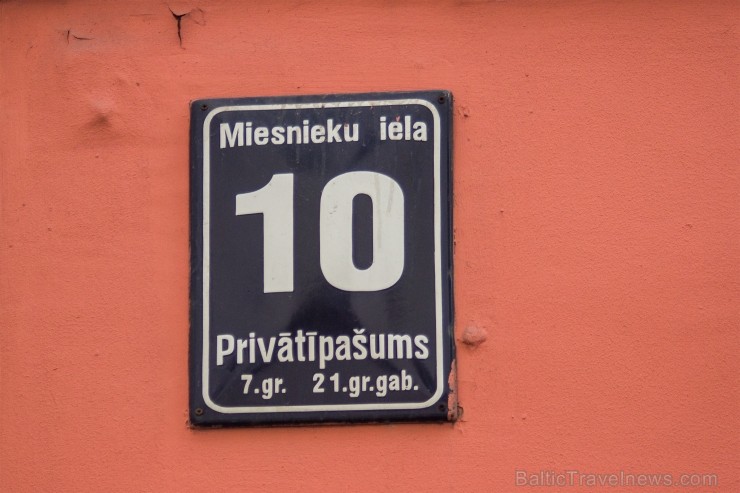 Miesnieku iela
10
Privātīpašums
7.gr. 21.gr.gab.
BalticTravelnews.com